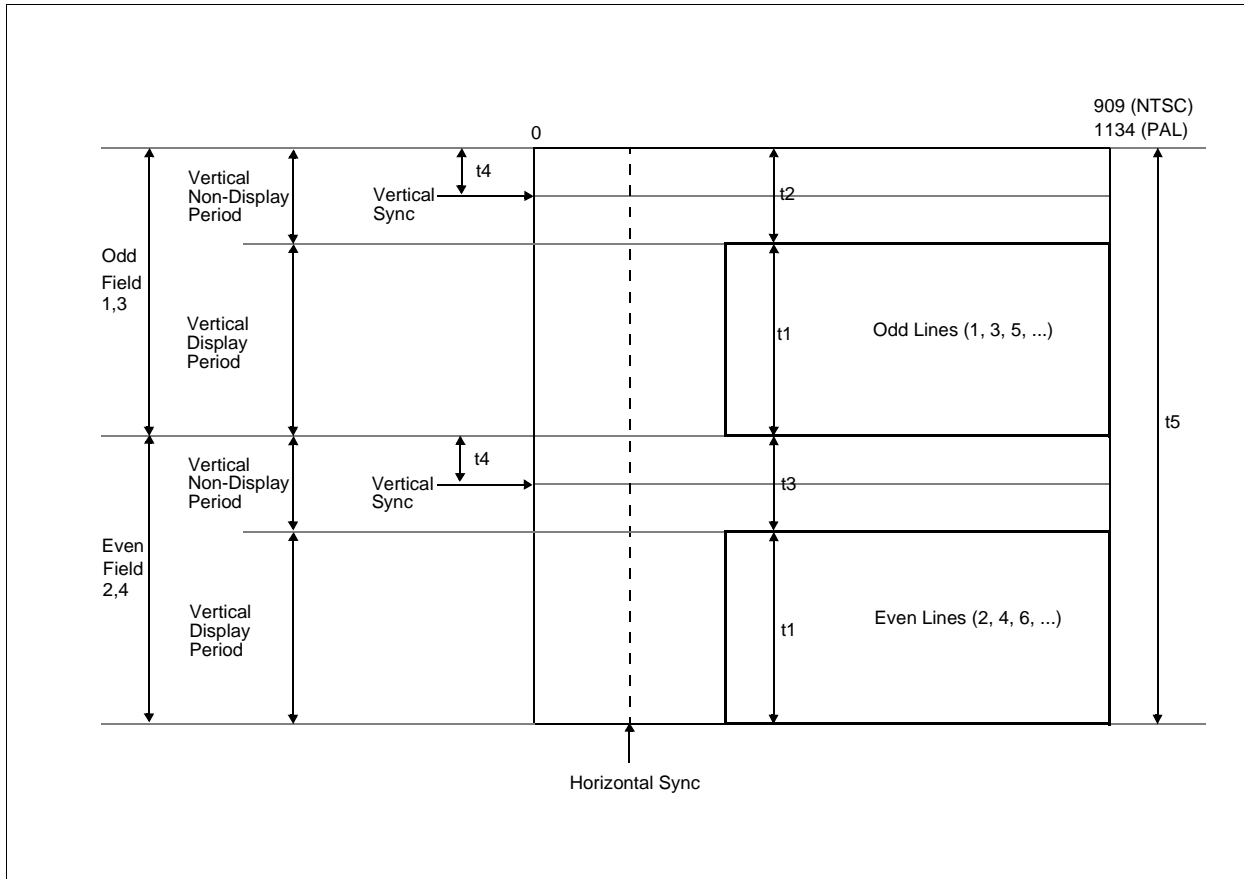 909 (NTSC)
1134 (PAL)
0
Vertical
Non-Display
Period
t4
Vertical
Sync
t2
Odd
Field
1,3
Vertical
Display
Period
t1
Odd Lines (1, 3, 5, ...)
t5
Vertical
Non-Display
Period
t4
Vertical
Sync
t3
Even
Field
2,4
Vertical
Display
Period
t1
Even Lines (2, 4, 6, ...)
Horizontal Sync